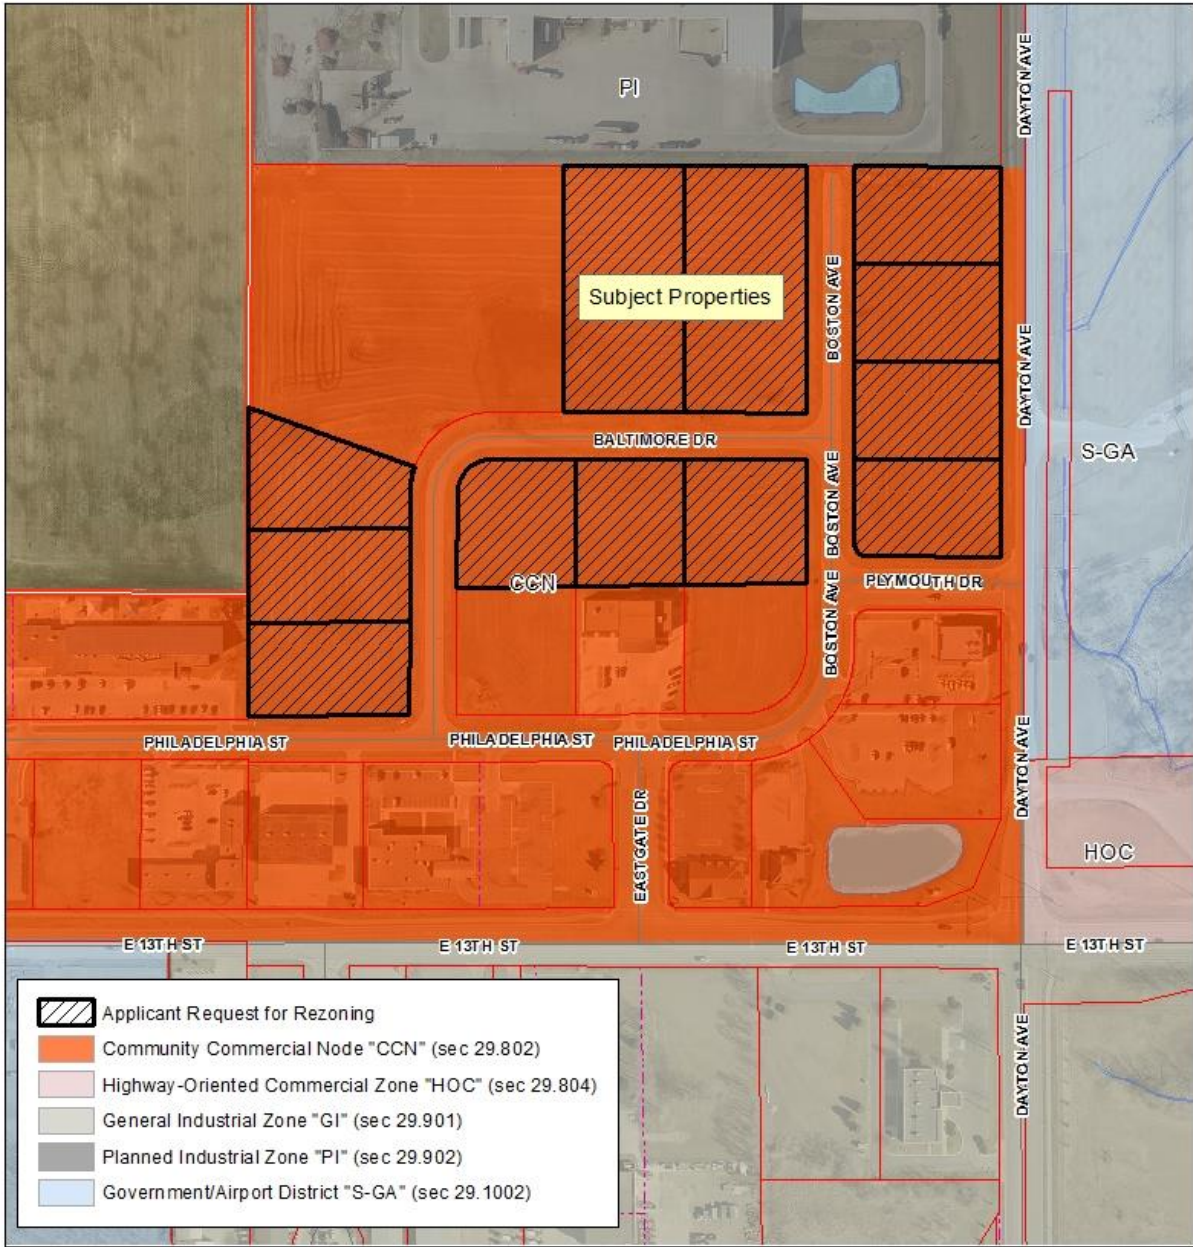 PI
DAYTON AVE
Subject Properties
BOSTON AVE
DAYTON AVE
BALTIMORE DR
BOSTON AVE
S-GA
CCN
PLYMOUTH DR
BOSTON AVE
PHILADELPHIA ST
PHILADELPHIA ST
PHILADELPHIA ST
DAYTON AVE
EASTGATE DR
HOC
E 13TH ST
E 13TH ST
E 13TH ST
E 13TH ST
DAYTON AVE
Applicant Request for Rezoning
Community Commercial Node "CCN" (sec 29.802)
Highway-Oriented Commercial Zone "HOC" (sec 29.804)
General Industrial Zone "GI" (sec 29.901)
Planned Industrial Zone "PI" (sec 29.902)
Government/Airport District "S-GA" (sec 29.1002)